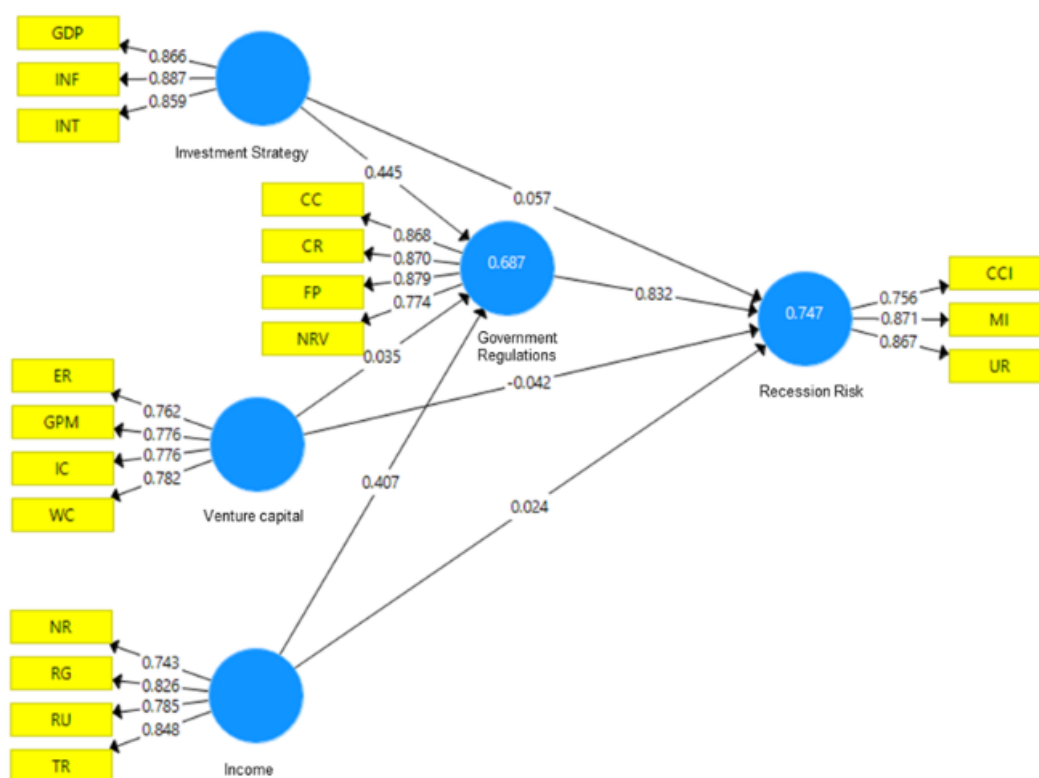 GDP
0.866
INF
0.887
INT
0.859
Investment Strategy
0.445
0.057
CC
0.868
CR
0.870
FP
0.879
NRV
0.774
0.687
Government
Regulations
0.832
0.747
Recession Risk
CCI
0.756
MI
0.871
UR
0.867
0.035
-0.042
ER
0.762
GPM
0.776
IC
0.776
WC
0.782
Venture capital
0.407
0.024
NR
0.743
RG
0.826
RU
0.785
TR
0.848
Income